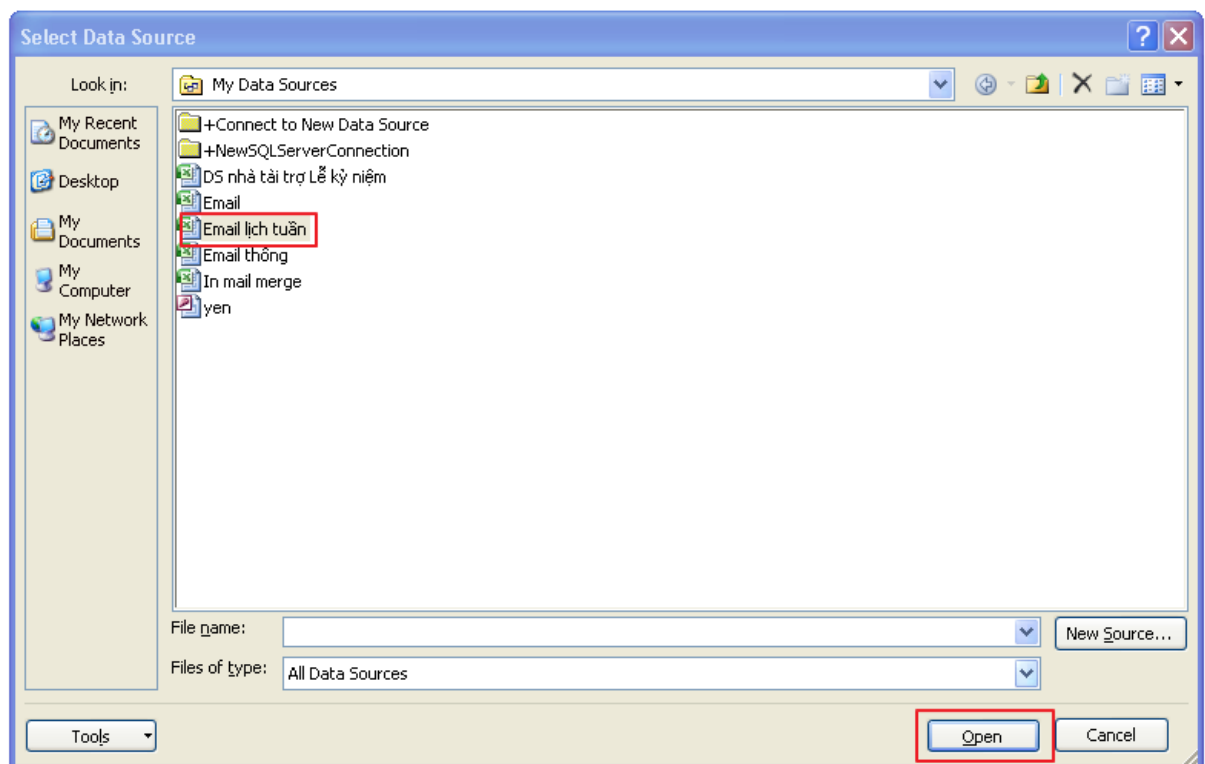 Select Data Source
Look in:
My Data Sources
My Recent
Documents
Desktop
My
Documents
My
Computer
My Network
Places
+Connect to New Data Source
+NewSQLServerConnection
DS nhà tài trợ Lễ kỷ niệm
Email
Email lịch tuần
Email thông
In mail merge
yen
File name:
New Source...
Files of type:
All Data Sources
Tools
Open
Cancel